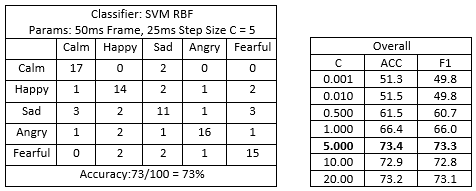 Classifier: SVM RBF
Params: 50ms Frame, 25ms Step Size C = 5
Calm Happy Sad Angry Fearful
Calm 17 0 2 0 0
Happy 1 14 2 1 2
Sad 3 2 11 1 3
Angry 1 2 1 16 1
Fearful 0 2 2 1 15
Accuracy:73/100 = 73%
Overall
C ACC F1
0.001 51.3 49.8
0.010 51.5 49.8
0.500 61.5 60.7
1.000 66.4 66.0
5.000 73.4 73.3
10.00 72.9 72.8
20.00 73.2 73.1